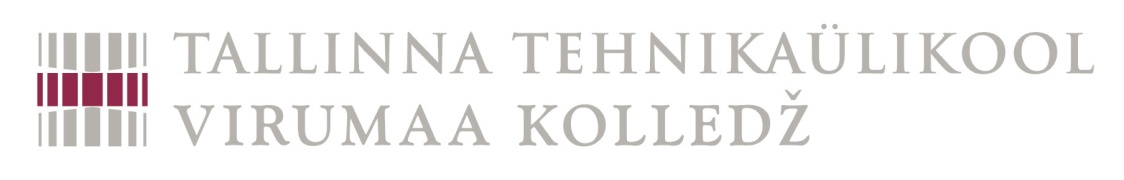 TALLINNA TEHNIKAÜLIKOOL
VIRUMAA KOLLEDŽ